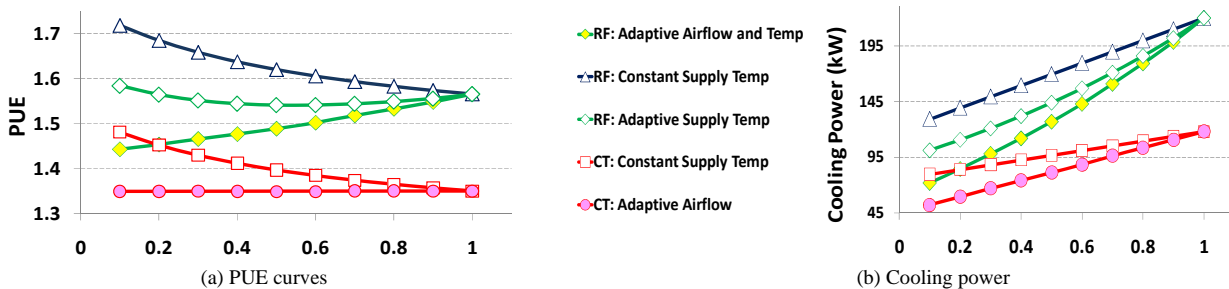 PUE
1.7
1.6
1.5
1.4
1.3
0 0.2 0.4 0.6 0.8 1
(a) PUE curves
RF: Adaptive Airflow and Temp
RF: Constant Supply Temp
RF: Adaptive Supply Temp
CT: Constant Supply Temp
CT: Adaptive Airflow
Cooling Power (kW)
195
145
95
45
0 0.2 0.4 0.6 0.8 1
(b) Cooling power